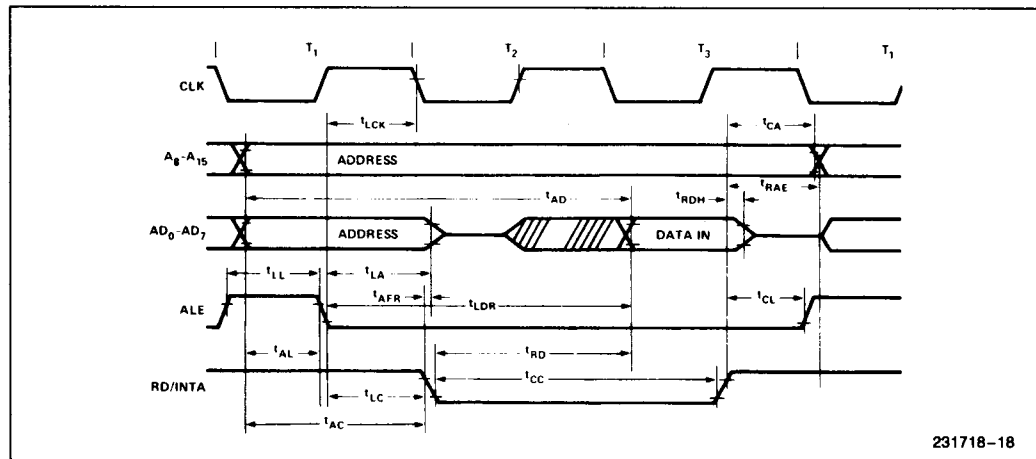 T1 T2 T3 T1
CLK
tLCK tCA
A8-A15 ADDRESS
tAD tRDH tRAE
AD0-AD7 ADDRESS DATA IN
tLL tLA tCL
tAFR tLDR
ALE
tAL tRD
tCC
RD/INTA
tLC
tAC
231718-18